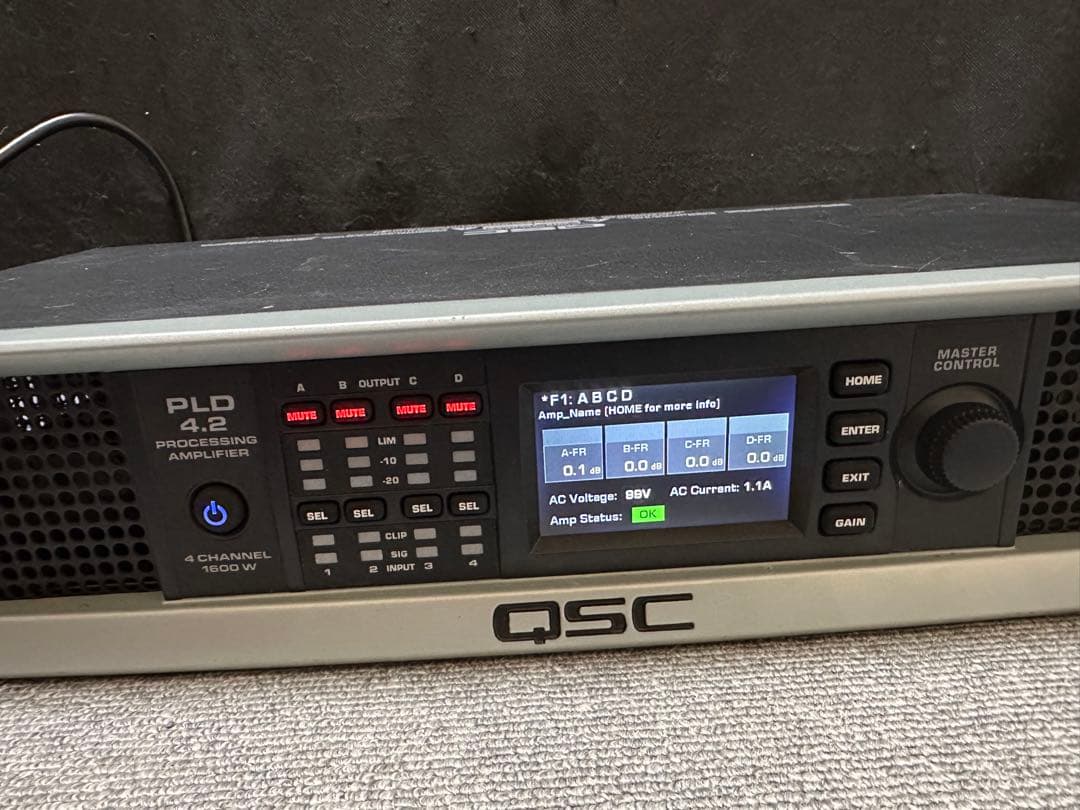 PLD
4.2
PROCESSING
AMPLIFIER
4 CHANNEL
1600 W
A B OUTPUT C D
MUTE MUTE MUTE MUTE
LIM
-10
-20
SEL SEL SEL SEL
CLIP
SIG
1 2 INPUT 3 4
*F1: A B C D
Amp_Name [HOME for more info]
A-FR B-FR C-FR D-FR
0.1 dB 0.0 dB 0.0 dB 0.0 dB
AC Voltage: 99V AC Current: 1.1A
Amp Status: OK
HOME
ENTER
EXIT
GAIN
MASTER
CONTROL
QSC